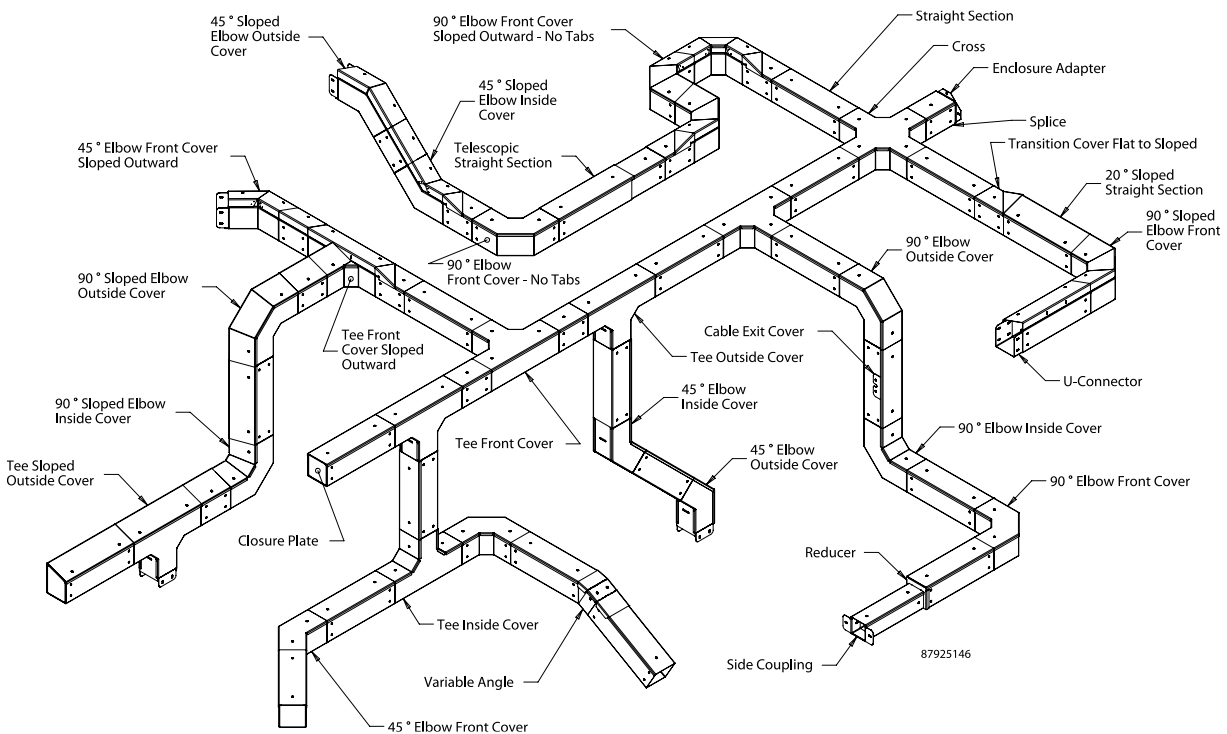 45° Sloped
Elbow Outside
Cover
90° Elbow Front Cover
Sloped Outward - No Tabs
Straight Section
Cross
Enclosure Adapter
45° Sloped
Elbow Inside
Cover
Splice
Transition Cover Flat to Sloped
45° Elbow Front Cover
Sloped Outward
Telescopic
Straight Section
20° Sloped
Straight Section
90° Sloped
Elbow Front
Cover
90° Elbow
Outside Cover
90° Elbow
Front Cover - No Tabs
90° Sloped Elbow
Outside Cover
Tee Front
Cover Sloped
Outward
Cable Exit Cover
Tee Outside Cover
U-Connector
90° Sloped Elbow
Inside Cover
45° Elbow
Inside Cover
Tee Front Cover
90° Elbow Inside Cover
45° Elbow
Outside Cover
Tee Sloped
Outside Cover
90° Elbow Front Cover
Closure Plate
Reducer
Tee Inside Cover
87925146
Side Coupling
Variable Angle
45° Elbow Front Cover